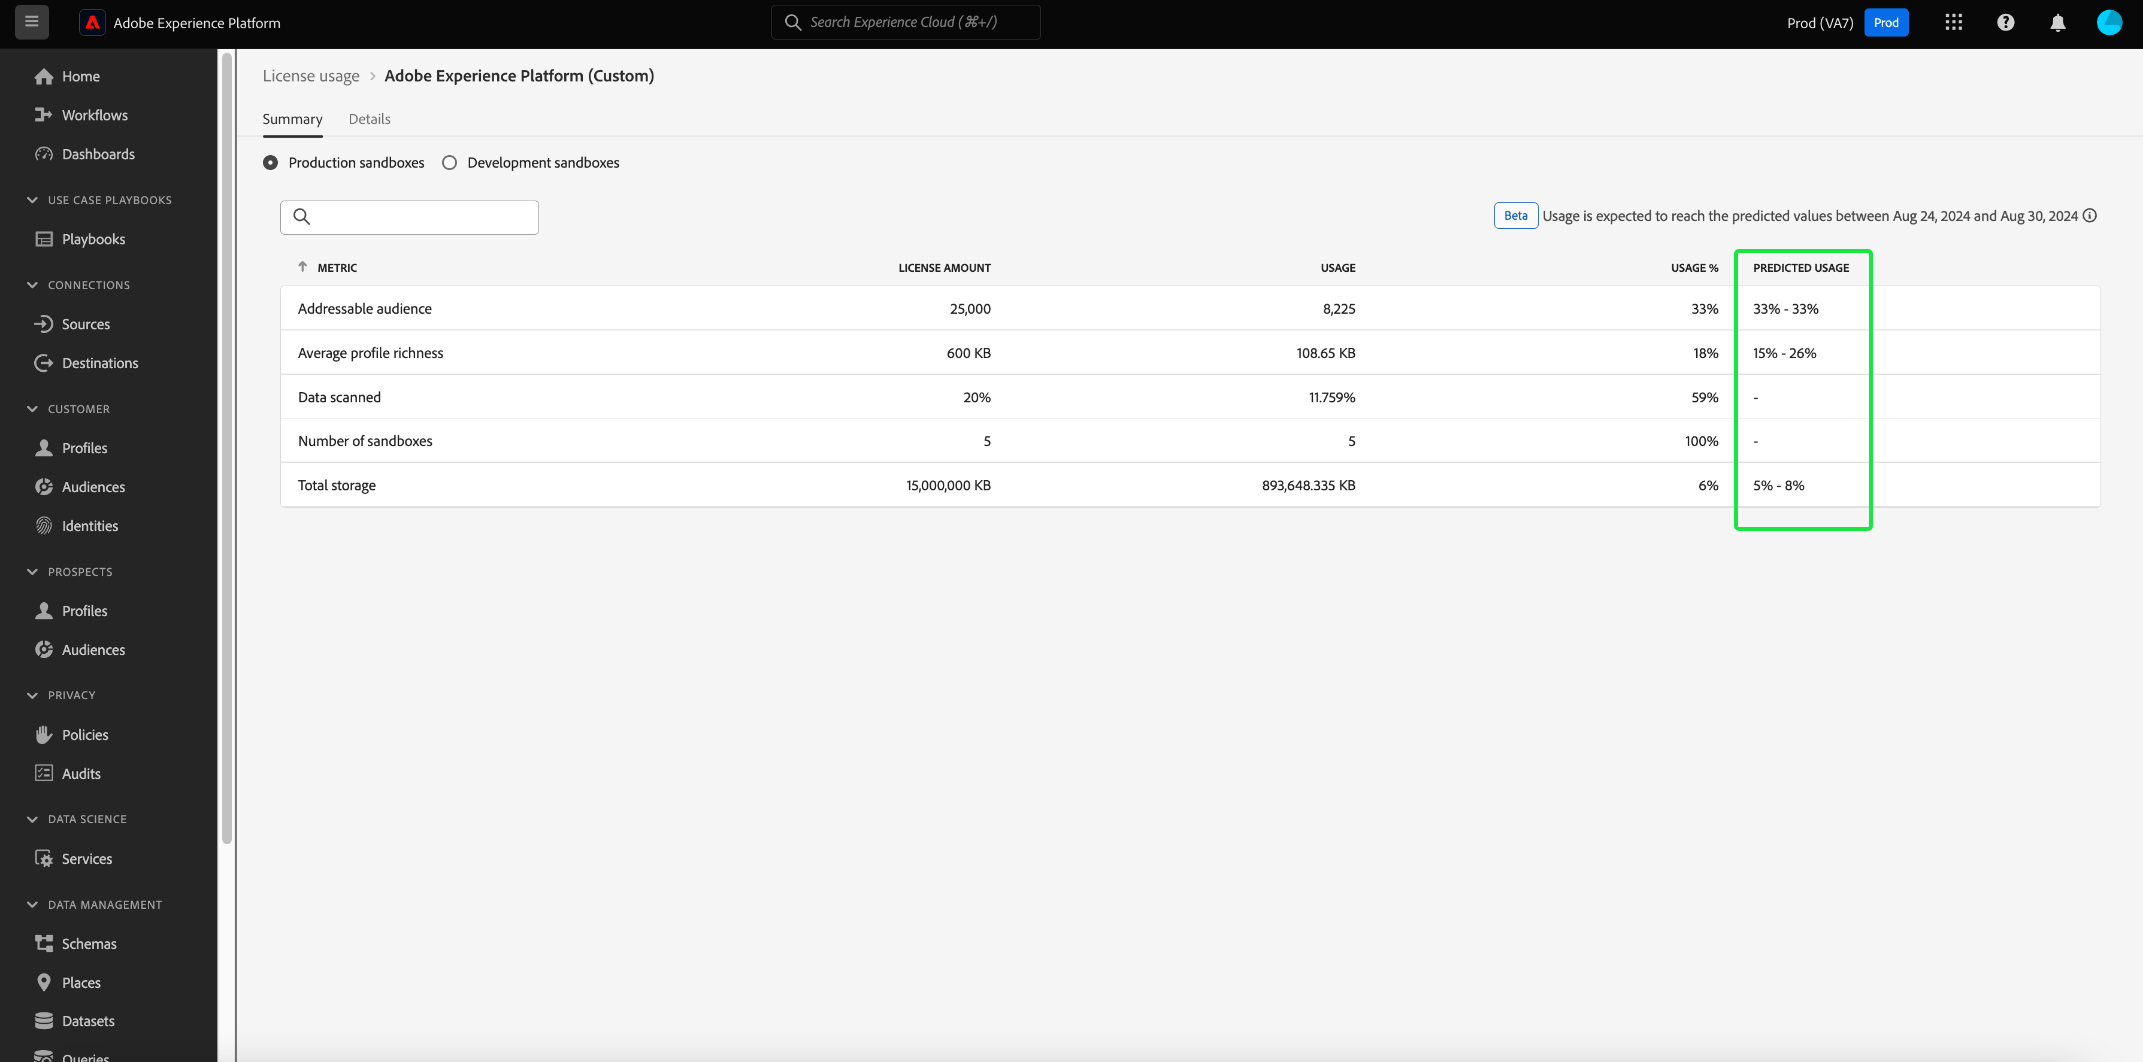 Adobe Experience Platform
Search Experience Cloud (⌘+/)
Prod (VA7) Prod
Home
Workflows
Dashboards
USE CASE PLAYBOOKS
Playbooks
CONNECTIONS
Sources
Destinations
CUSTOMER
Profiles
Audiences
Identities
PROSPECTS
Profiles
Audiences
PRIVACY
Policies
Audits
DATA SCIENCE
Services
DATA MANAGEMENT
Schemas
Places
Datasets
Queries
License usage > Adobe Experience Platform (Custom)
Summary Details
Production sandboxes Development sandboxes
Beta Usage is expected to reach the predicted values between Aug 24, 2024 and Aug 30, 2024
METRIC LICENSE AMOUNT USAGE USAGE % PREDICTED USAGE
Addressable audience 25,000 8,225 33% 33% - 33%
Average profile richness 600 KB 108.65 KB 18% 15% - 26%
Data scanned 20% 11.759% 59% -
Number of sandboxes 5 5 100% -
Total storage 15,000,000 KB 893,648.335 KB 6% 5% - 8%